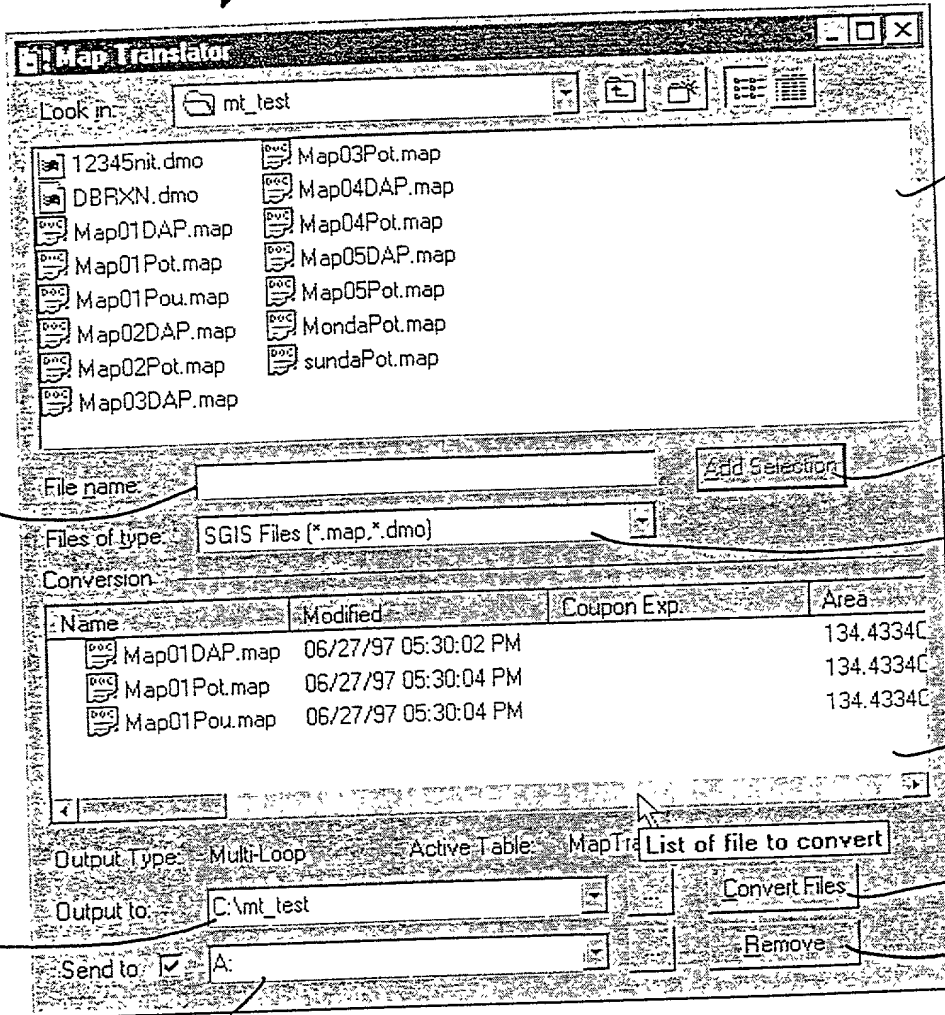 Map Translator
Look in: mt_test
12345nit.dmo
DBRXN.dmo
Map01DAP.map
Map01Pot.map
Map01Pou.map
Map02DAP.map
Map02Pot.map
Map03DAP.map
Map03Pot.map
Map04DAP.map
Map04Pot.map
Map05DAP.map
Map05Pot.map
MondaPot.map
sundaPot.map
File name:
Add Selection
Files of type: SGIS Files (*.map,*.dmo)
Conversion
Name Modified Coupon Exp. Area
Map01DAP.map 06/27/97 05:30:02 PM 134.4334
Map01Pot.map 06/27/97 05:30:04 PM 134.4334
Map01Pou.map 06/27/97 05:30:04 PM 134.4334
Output Type: Multi-Loop Active Table: MapTra
List of file to convert
Output to: C:\mt_test Convert Files
Send to: A: Remove